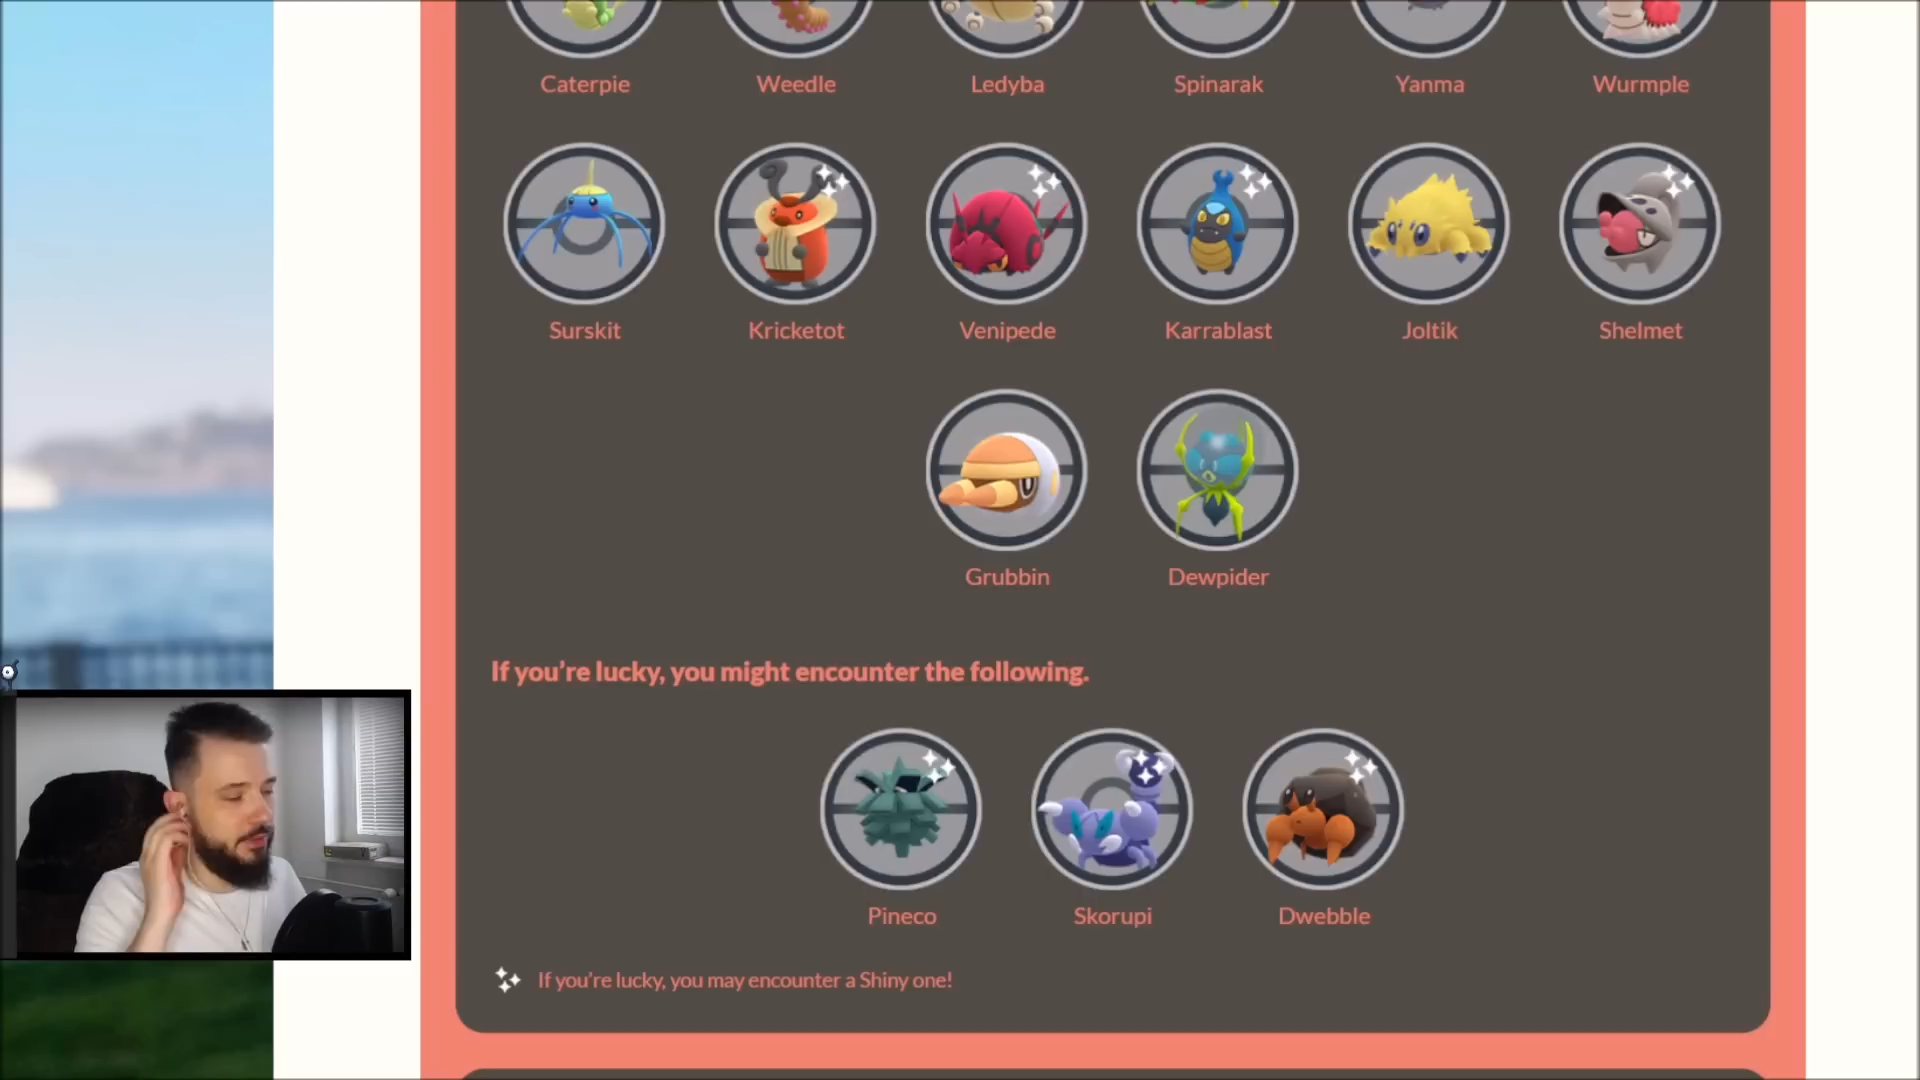 Caterpie Weedle Ledyba Spinarak Yanma Wurmple
Surskit Kricketot Venipede Karrablast Joltik Shelmet
Grubbin Dewpider
If you’re lucky, you might encounter the following.
Pineco Skorupi Dwebble
If you’re lucky, you may encounter a Shiny one!